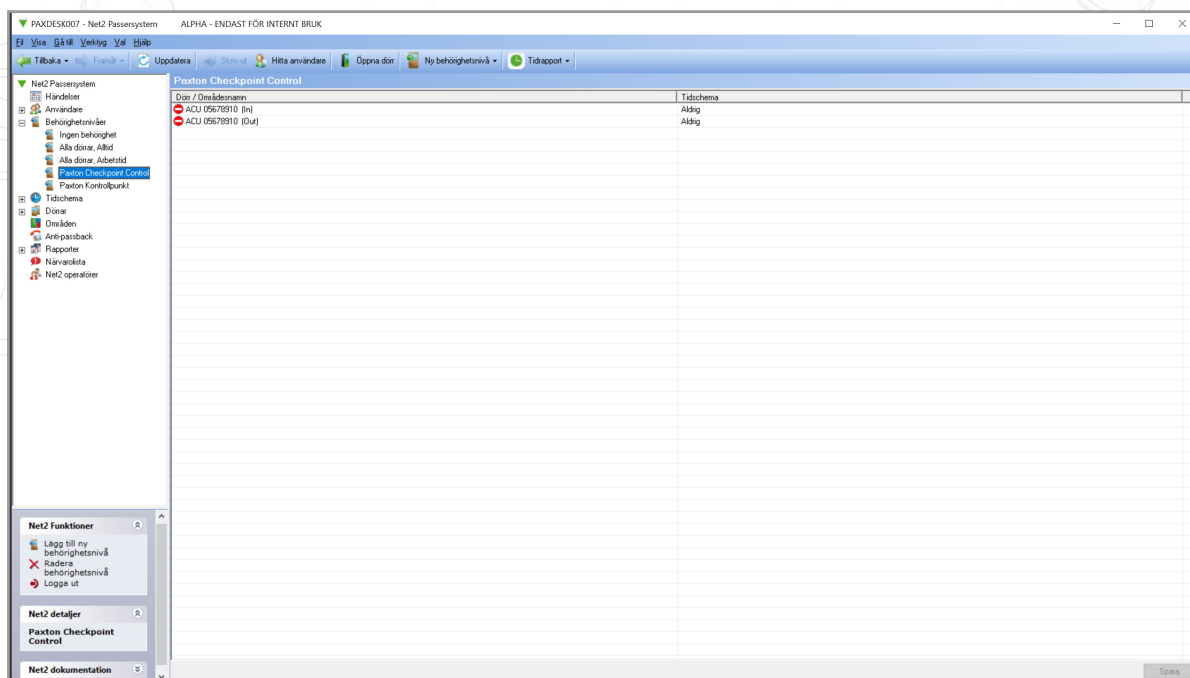 PAXDESK007 - Net2 Passersystem ALPHA - ENDAST FÖR INTERNT BRUK
Fil Visa Gå till Verktyg Val Hjälp
Tillbaka Framåt Uppdatera Skriv ut Hitta användare Öppna dörr Ny behörighetsnivå Tidrapport
Net2 Passersystem
Händelser
Användare
Behörighetsnivåer
Ingen behörighet
Alla dörrar, Alltid
Alla dörrar, Arbetstid
Paxton Checkpoint Control
Paxton Kontrollpunkt
Tidschema
Dörrar
Områden
Anti-passback
Rapporter
Närvarolista
Net2 operatörer
Paxton Checkpoint Control
Dörr / Områdesnamn Tidschema
ACU 05678910 (In) Aldrig
ACU 05678910 (Out) Aldrig
Net2 Funktioner
Lägg till ny
behörighetsnivå
Radera
behörighetsnivå
Logga ut
Net2 detaljer
Paxton Checkpoint
Control
Net2 dokumentation
Spara